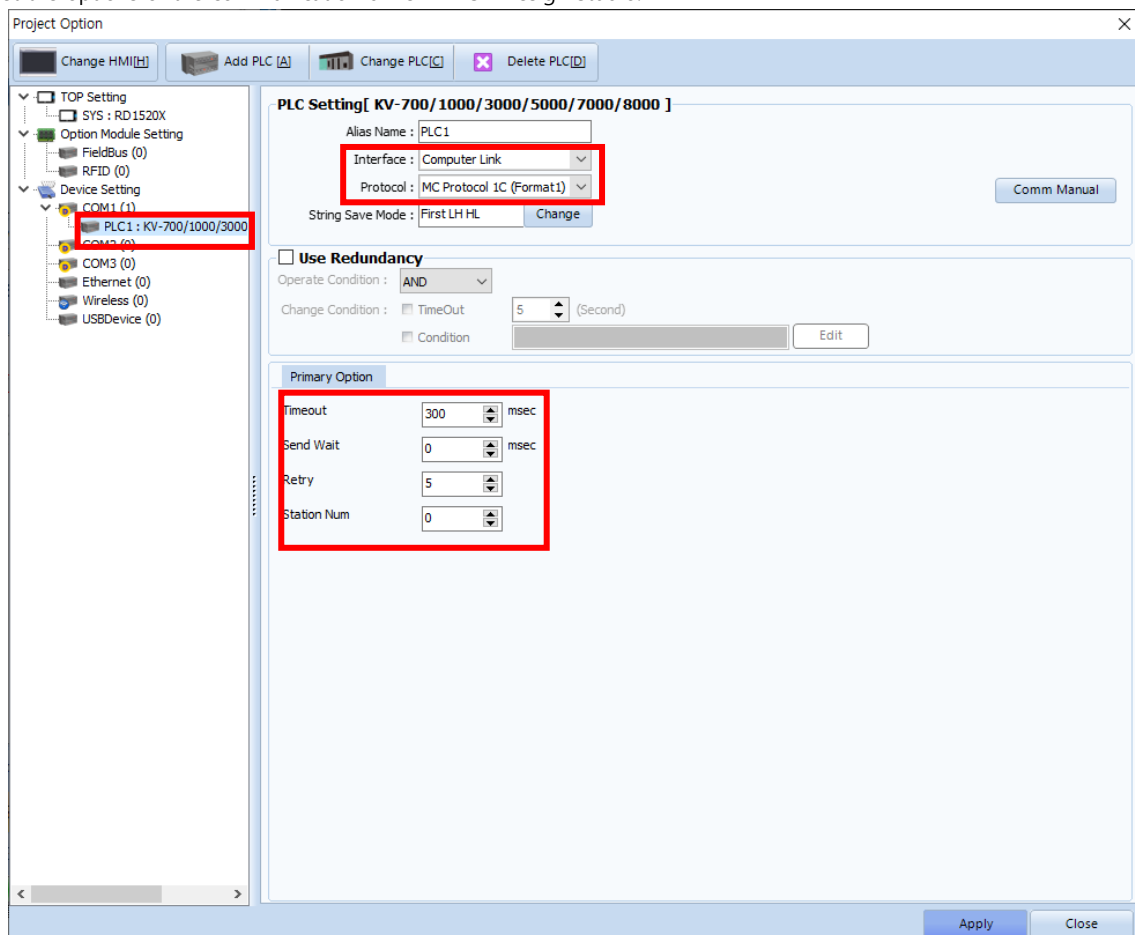 Project Option
Change HMI[H]
Add PLC [A]
Change PLC[C]
Delete PLC[D]
TOP Setting
SYS : RD1520X
Option Module Setting
FieldBus (0)
RFID (0)
Device Setting
COM1 (1)
PLC1 : KV-700/1000/3000
COM2 (0)
COM3 (0)
Ethernet (0)
Wireless (0)
USBDevice (0)
PLC Setting[ KV-700/1000/3000/5000/7000/8000 ]
Alias Name : PLC1
Interface : Computer Link
Protocol : MC Protocol 1C (Format1)
Comm Manual
String Save Mode : First LH HL Change
Use Redundancy
Operate Condition : AND
Change Condition : TimeOut 5 (Second)
Condition Edit
Primary Option
Timeout 300 msec
Send Wait 0 msec
Retry 5
Station Num 0
Apply Close